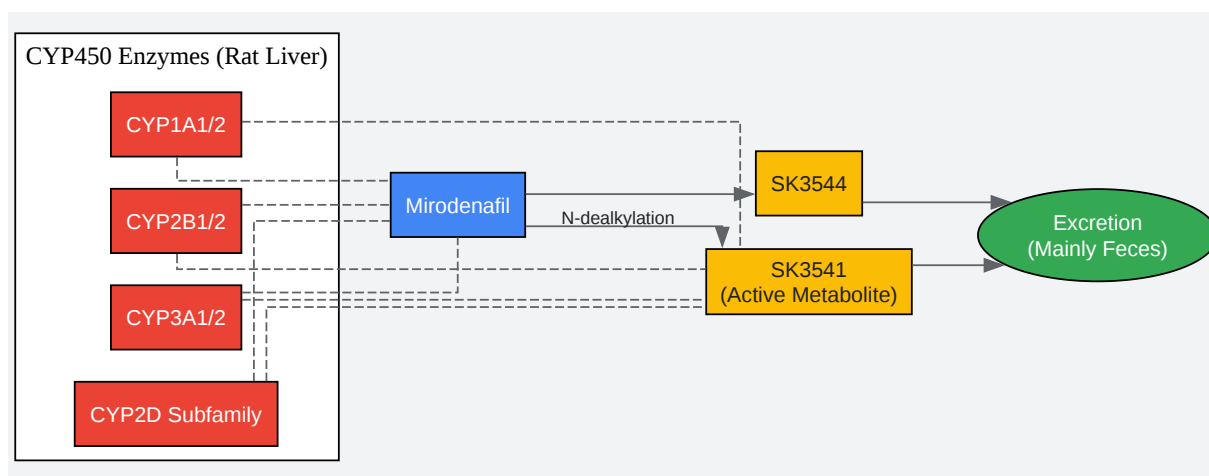 CYP450 Enzymes (Rat Liver)
CYP1A1/2
CYP2B1/2
CYP3A1/2
CYP2D Subfamily
Mirodenafil
N-dealkylation
SK3544
SK3541
(Active Metabolite)
Excretion
(Mainly Feces)